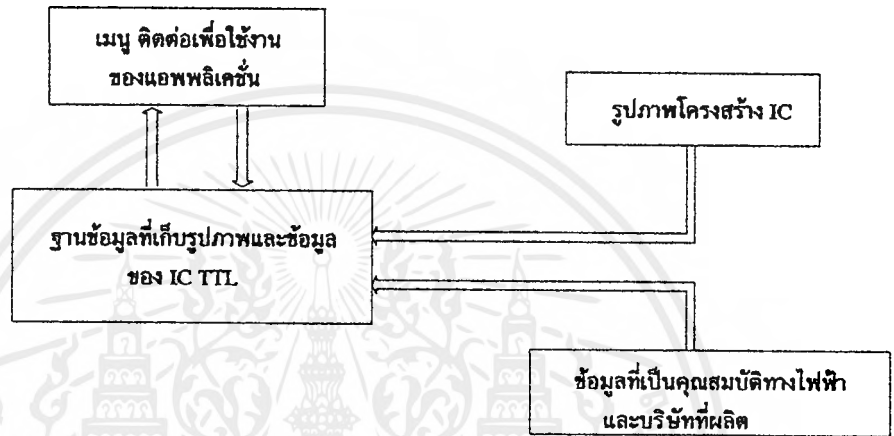 เมนู ติดต่อเพื่อใช้งาน
ของแอพพลิเคชั่น
รูปภาพโครงสร้าง IC
ฐานข้อมูลที่เก็บรูปภาพและข้อมูล
ของ IC TTL
ข้อมูลที่เป็นคุณสมบัติทางไฟฟ้า
และบริษัทที่ผลิต